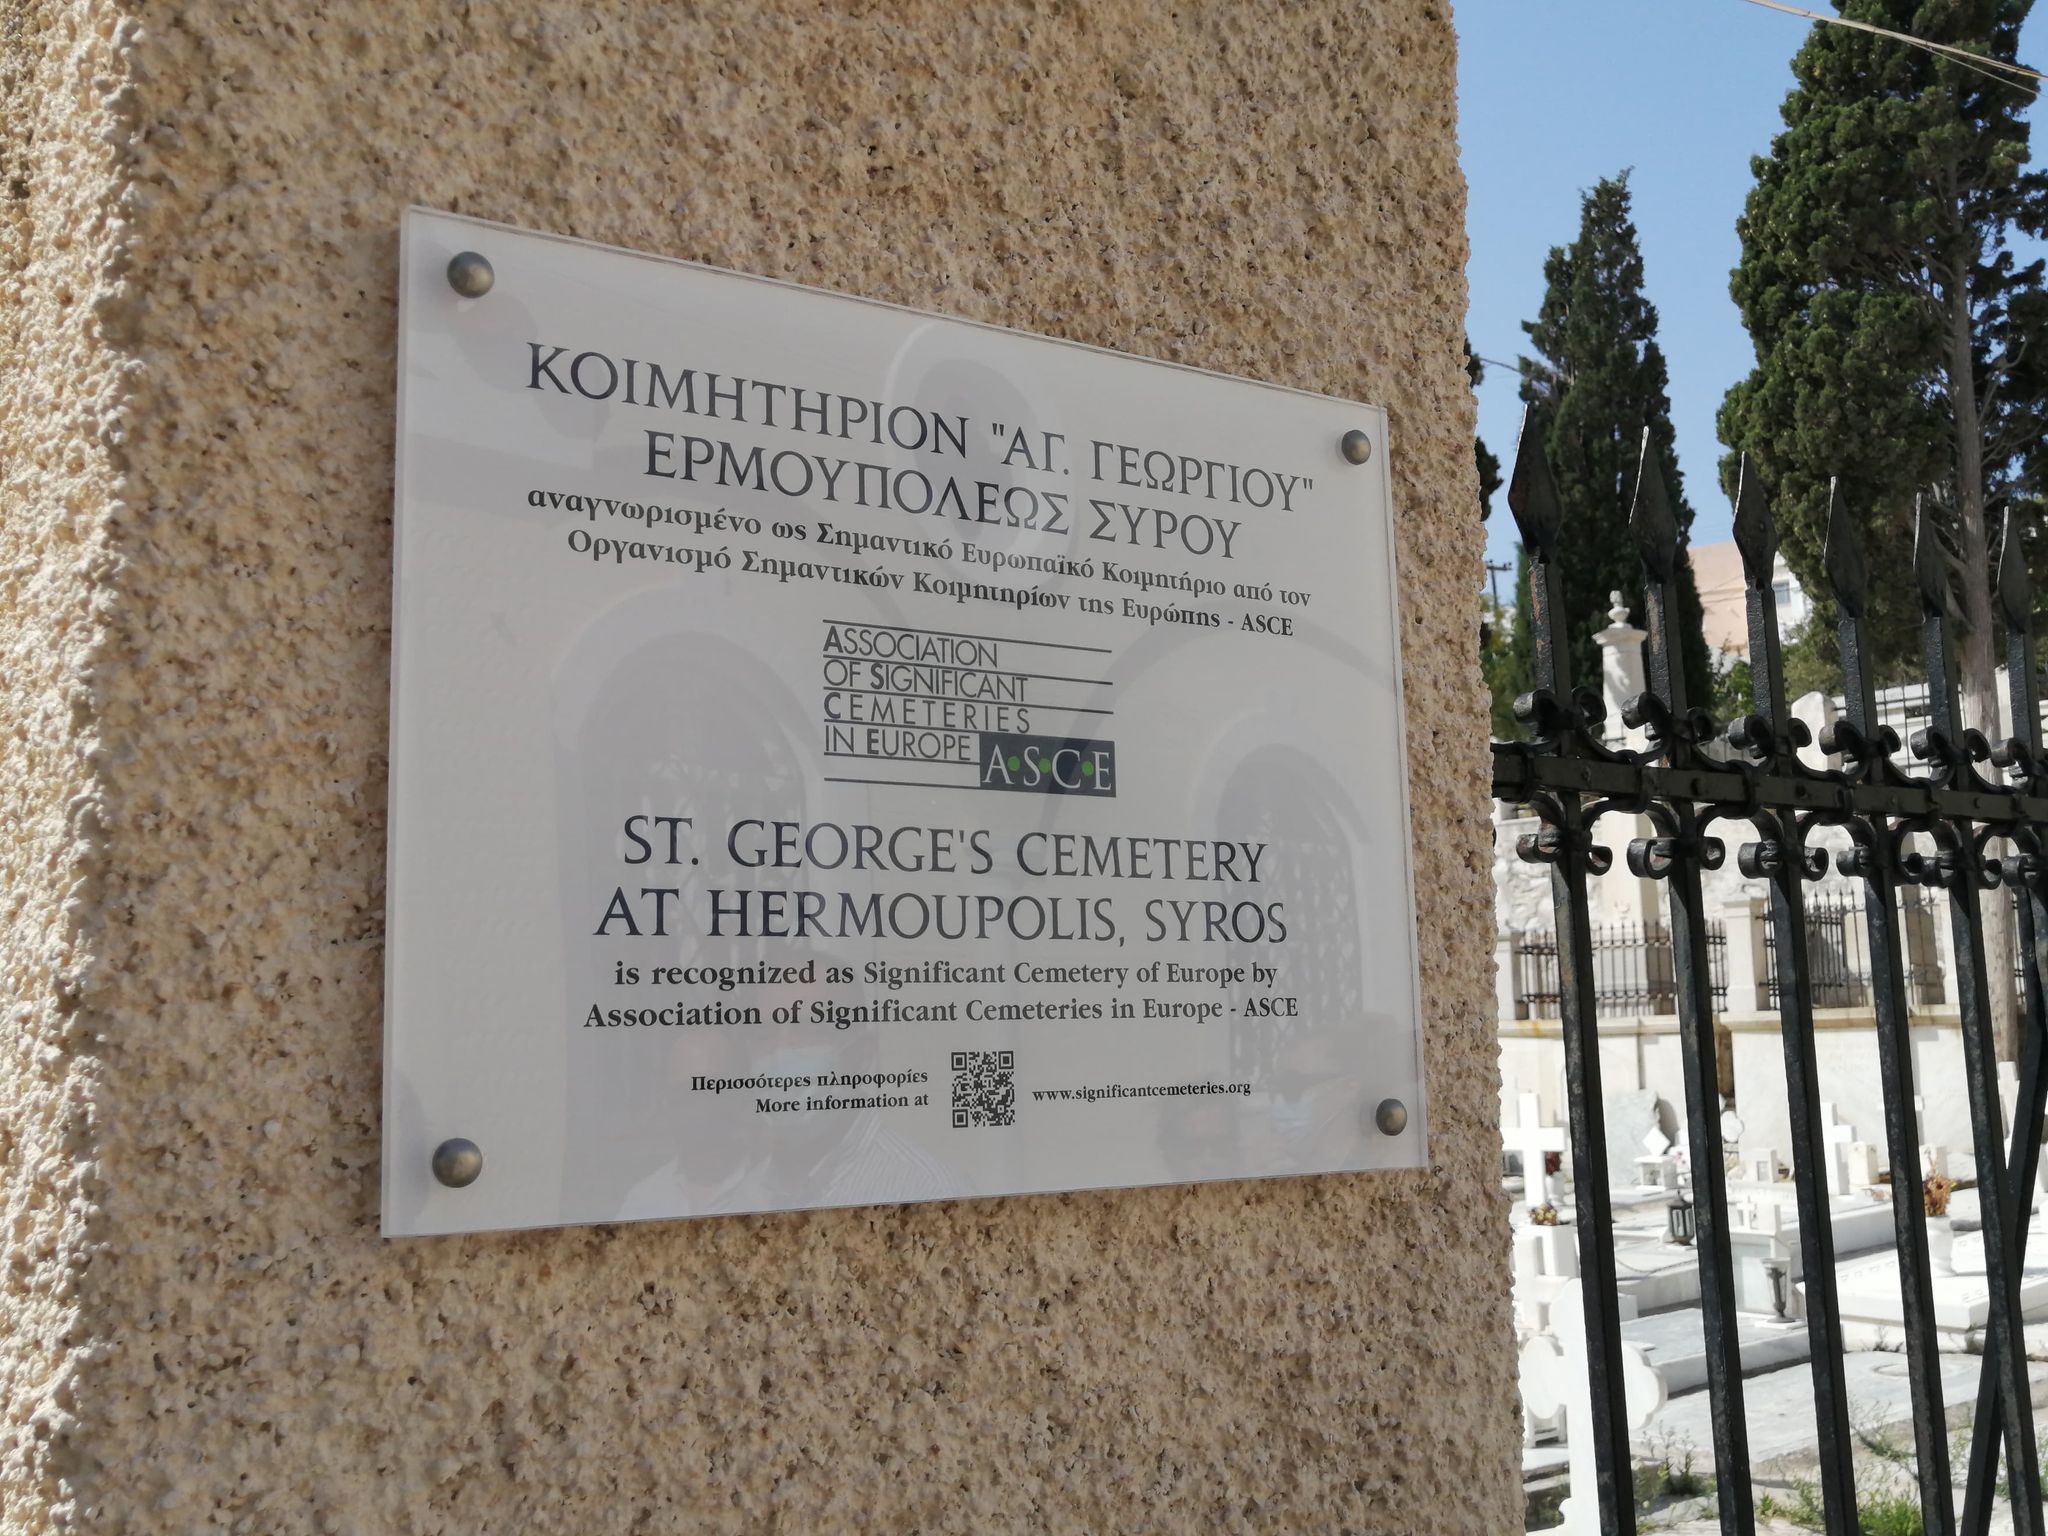 ΚΟΙΜΗΤΗΡΙΟΝ "ΑΓ. ΓΕΩΡΓΙΟΥ"
ΕΡΜΟΥΠΟΛΕΩΣ ΣΥΡΟΥ
αναγνωρισμένο ως Σημαντικό Ευρωπαϊκό Κοιμητήριο από τον
Οργανισμό Σημαντικών Κοιμητηρίων της Ευρώπης - ASCE
ASSOCIATION
OF SIGNIFICANT
CEMETERIES
IN EUROPE A·S·C·E
ST. GEORGE'S CEMETERY
AT HERMOUPOLIS, SYROS
is recognized as Significant Cemetery of Europe by
Association of Significant Cemeteries in Europe - ASCE
Περισσότερες πληροφορίες
More information at
www.significantcemeteries.org